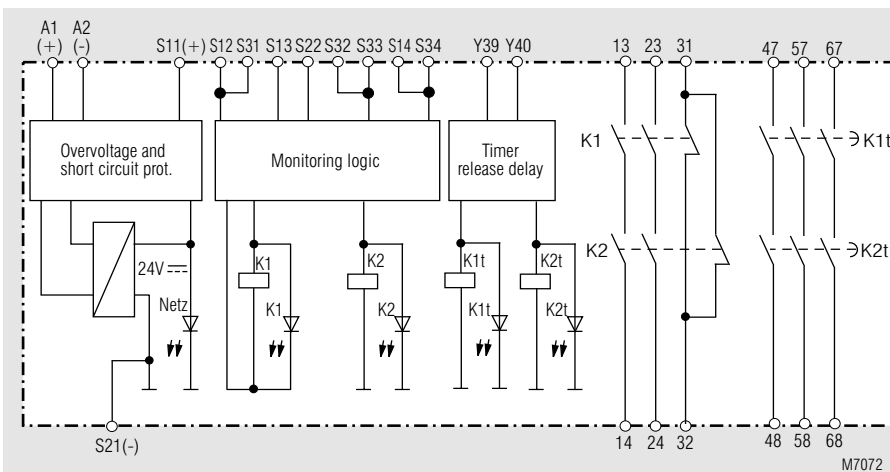 A1 A2
(+) (-) S11(+) S12 S31 S13 S22 S32 S33 S14 S34 Y39 Y40 13 23 31 47 57 67
Overvoltage and
short circuit prot.
Monitoring logic
Timer
release delay
K1 K1t
K2 K2t
24V
K1 K2 K1t K2t
Netz K1 K2 K1t K2t
S21(-)
14 24 32 48 58 68
M7072